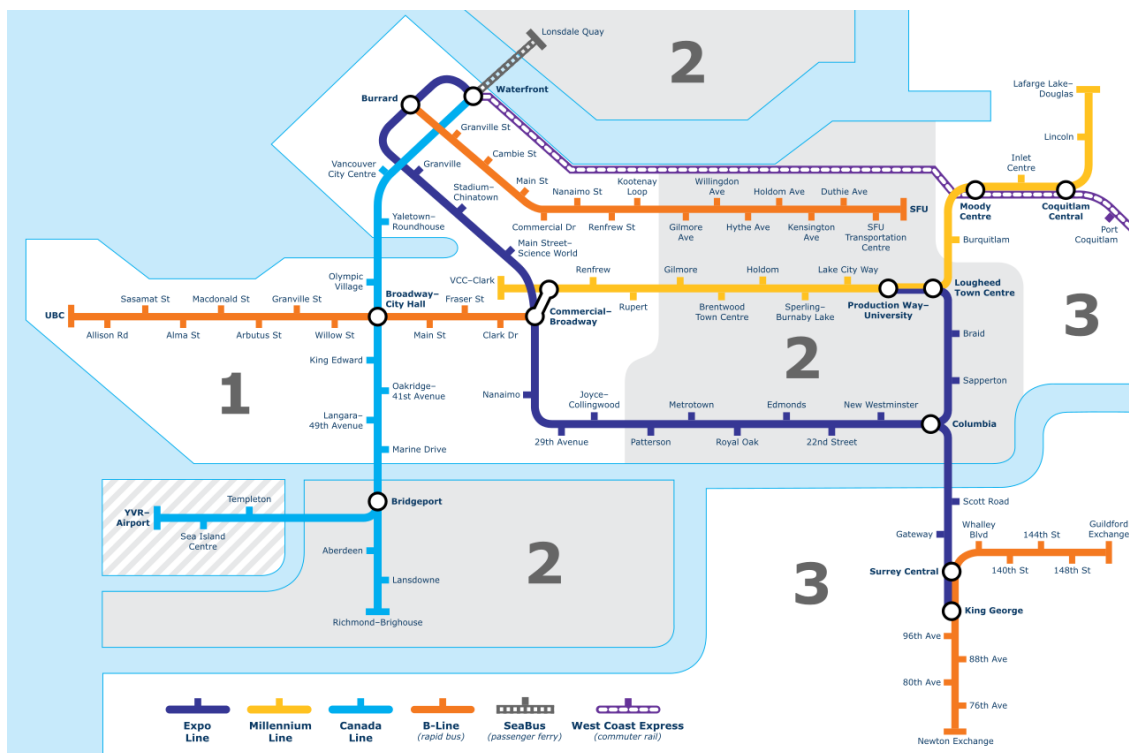 Lonsdale Quay
2
Waterfront
Burrard
Lafarge Lake–
Douglas
Lincoln
Granville St
Cambie St
Vancouver
City Centre
Granville
Stadium–
Chinatown
Main St
Nanaimo St
Kootenay
Loop
Willingdon
Ave
Holdom Ave
Duthie Ave
SFU
Inlet
Centre
Moody
Centre
Coquitlam
Central
Port
Coquitlam
Yaletown–
Roundhouse
Commercial Dr
Renfrew St
Gilmore
Ave
Hythe Ave
Kensington
Ave
SFU
Transportation
Centre
Burquitlam
Main Street–
Science World
VCC–Clark
Renfrew
Gilmore
Holdom
Lake City Way
Lougheed
Town Centre
Olympic
Village
Broadway–
City Hall
Sasamat St
Macdonald St
Granville St
Fraser St
UBC
Allison Rd
Alma St
Arbutus St
Willow St
Main St
Clark Dr
Commercial–
Broadway
Rupert
Brentwood
Town Centre
Sperling–
Burnaby Lake
Production Way–
University
3
Braid
King Edward
2
Sapperton
1
Oakridge–
41st Avenue
Nanaimo
Joyce–
Collingwood
Metrotown
Edmonds
New Westminster
Langara–
49th Avenue
Columbia
29th Avenue
Patterson
Royal Oak
22nd Street
Marine Drive
Templeton
Bridgeport
YVR–
Airport
Sea Island
Centre
Scott Road
Aberdeen
2
Lansdowne
Richmond–Brighouse
Gateway
Whalley
Blvd
144th St
Guildford
Exchange
3
Surrey Central
140th St
148th St
King George
96th Ave
88th Ave
80th Ave
76th Ave
Newton Exchange
Expo
Line
Millennium
Line
Canada
Line
B-Line
(rapid bus)
SeaBus
(passenger ferry)
West Coast Express
(commuter rail)